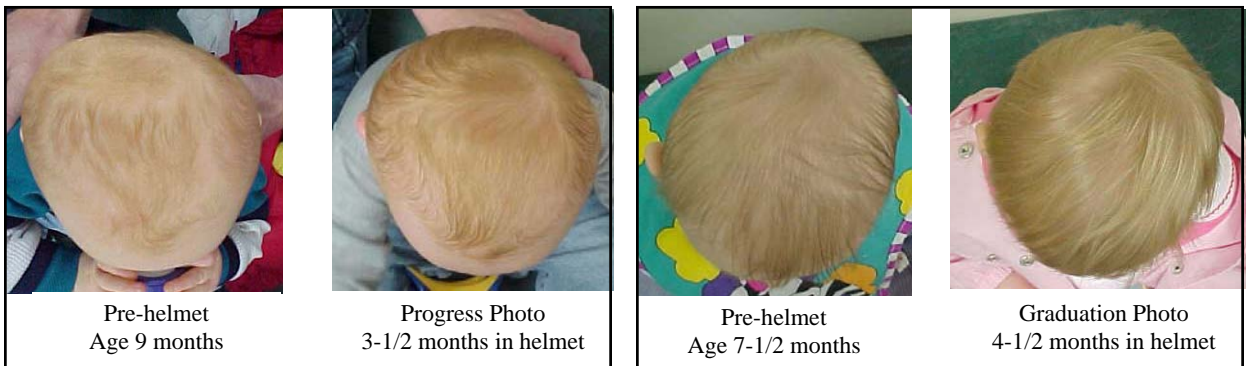 Pre-helmet
Age 9 months
Progress Photo
3-1/2 months in helmet
Pre-helmet
Age 7-1/2 months
Graduation Photo
4-1/2 months in helmet